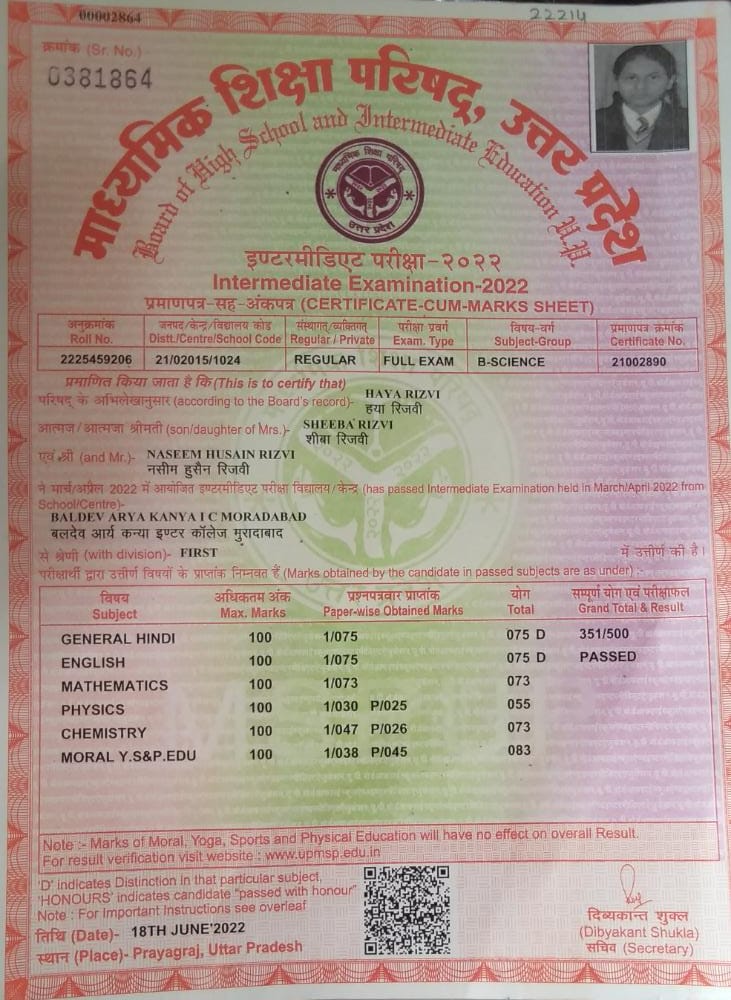 00002864
22214
क्रमांक (Sr. No.)
0381864
माध्यमिक शिक्षा परिषद्, उत्तर प्रदेश
Board of High School and Intermediate Education U.P.
माध्यमिक शिक्षा परिषद्
उत्तर प्रदेश
इण्टरमीडिएट परीक्षा-२०२२
Intermediate Examination-2022
प्रमाणपत्र-सह-अंकपत्र (CERTIFICATE-CUM-MARKS SHEET)
अनुक्रमांक जनपद/केन्द्र/विद्यालय कोड संस्थागत/व्यक्तिगत परीक्षा प्रवर्ग विषय-वर्ग प्रमाणपत्र क्रमांक
Roll No. Distt./Centre/School Code Regular / Private Exam. Type Subject-Group Certificate No.
2225459206 21/02015/1024 REGULAR FULL EXAM B-SCIENCE 21002890
प्रमाणित किया जाता है कि (This is to certify that)
परिषद् के अभिलेखानुसार (according to the Board's record)- HAYA RIZVI
हया रिजवी
आत्मज/आत्मजा श्रीमती (son/daughter of Mrs.)- SHEEBA RIZVI
शीबा रिजवी
एवं श्री (and Mr.)- NASEEM HUSAIN RIZVI
नसीम हुसैन रिजवी
ने मार्च/अप्रैल 2022 में आयोजित इण्टरमीडिएट परीक्षा विद्यालय/केन्द्र (has passed Intermediate Examination held in March/April 2022 from
School/Centre)-
BALDEV ARYA KANYA I C MORADABAD
बलदेव आर्य कन्या इण्टर कॉलेज मुरादाबाद
से श्रेणी (with division)- FIRST में उत्तीर्ण की है।
परीक्षार्थी द्वारा उत्तीर्ण विषयों के प्राप्तांक निम्नवत हैं (Marks obtained by the candidate in passed subjects are as under) :-
विषय अधिकतम अंक प्रश्नपत्रवार प्राप्तांक योग सम्पूर्ण योग एवं परीक्षाफल
Subject Max. Marks Paper-wise Obtained Marks Total Grand Total & Result
GENERAL HINDI 100 1/075 075 D 351/500
ENGLISH 100 1/075 075 D PASSED
MATHEMATICS 100 1/073 073
PHYSICS 100 1/030 P/025 055
CHEMISTRY 100 1/047 P/026 073
MORAL Y.S&P.EDU 100 1/038 P/045 083
Note :- Marks of Moral, Yoga, Sports and Physical Education will have no effect on overall Result.
For result verification visit website : www.upmsp.edu.in
'D' indicates Distinction in that particular subject,
'HONOURS' indicates candidate "passed with honour"
Note : For Important Instructions see overleaf
तिथि (Date)- 18TH JUNE'2022
स्थान (Place)- Prayagraj, Uttar Pradesh
दिब्यकान्त शुक्ल
(Dibyakant Shukla)
सचिव (Secretary)